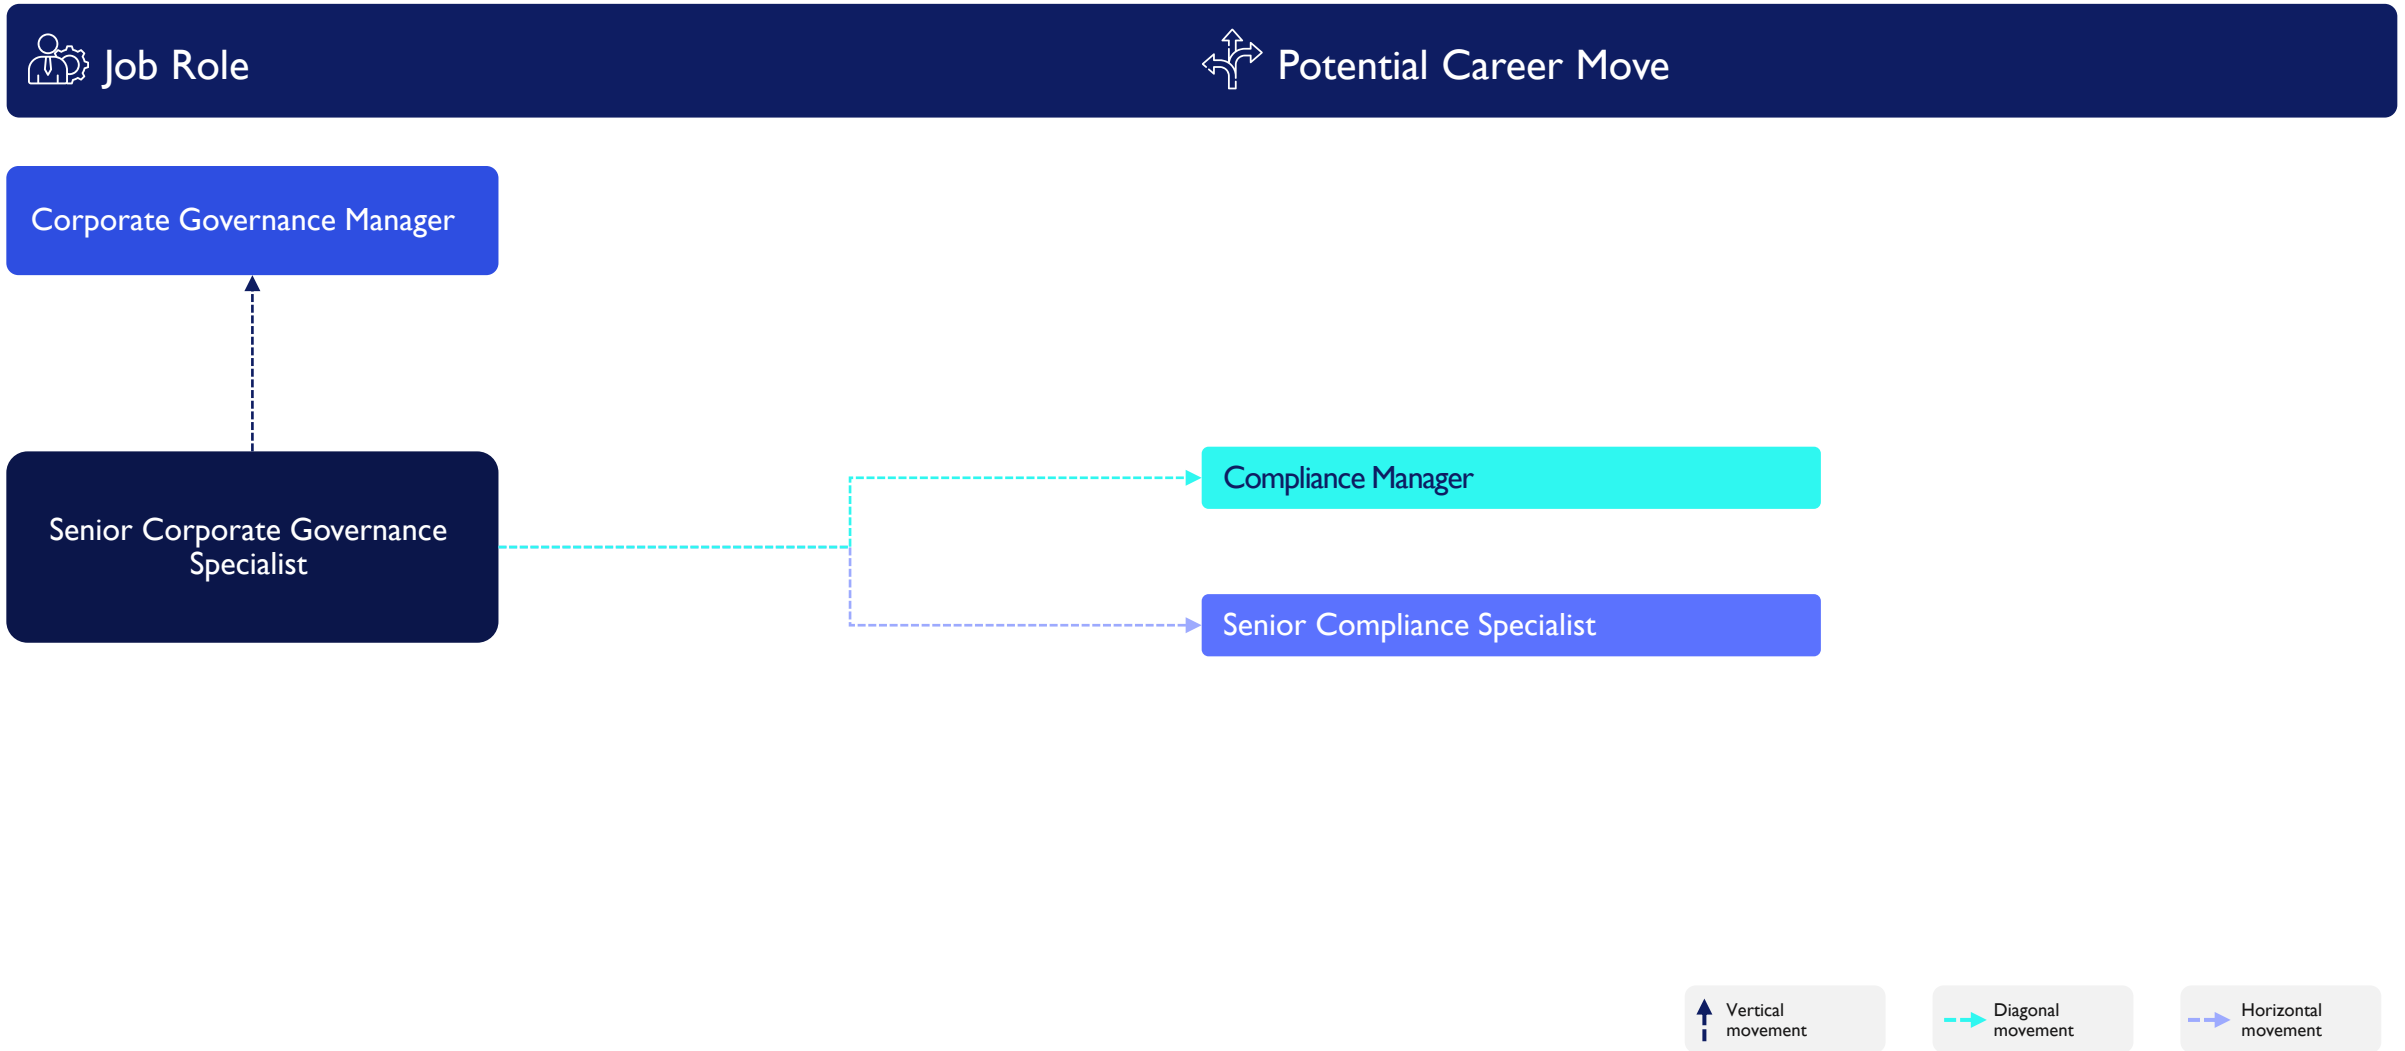 Job Role
Potential Career Move
Corporate Governance Manager
Senior Corporate Governance
Specialist
Compliance Manager
Senior Compliance Specialist
Vertical
movement
Diagonal
movement
Horizontal
movement